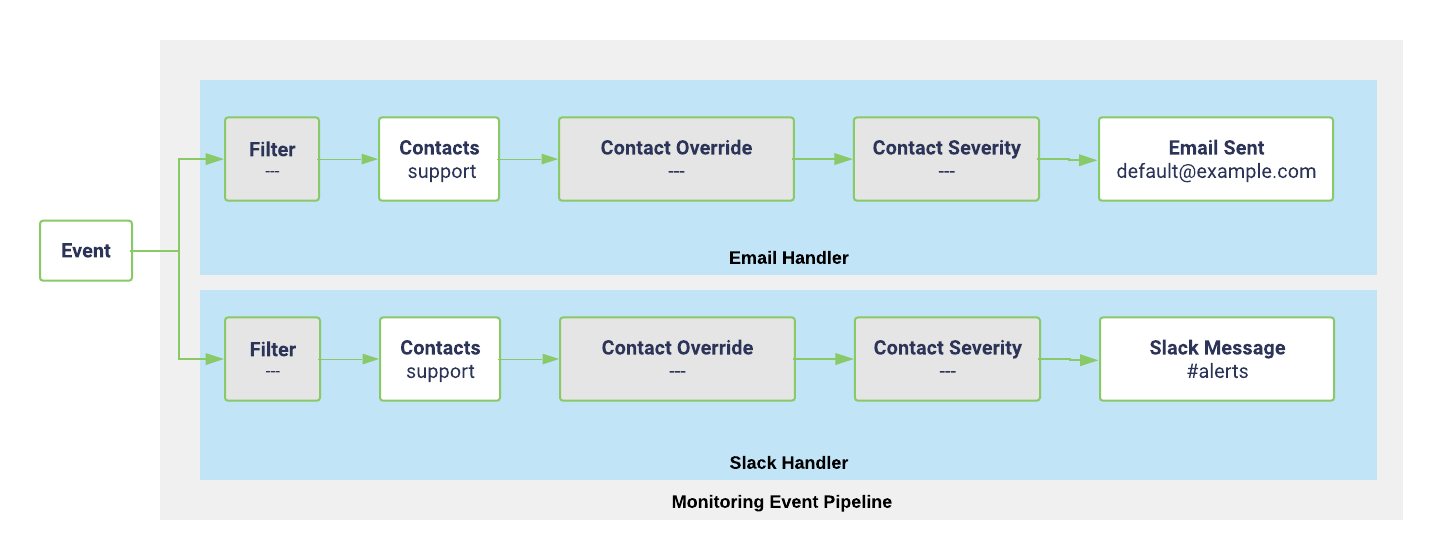 Filter
---
Contacts
support
Contact Override
---
Contact Severity
---
Email Sent
default@example.com
Event
Email Handler
Filter
---
Contacts
support
Contact Override
---
Contact Severity
---
Slack Message
#alerts
Slack Handler
Monitoring Event Pipeline